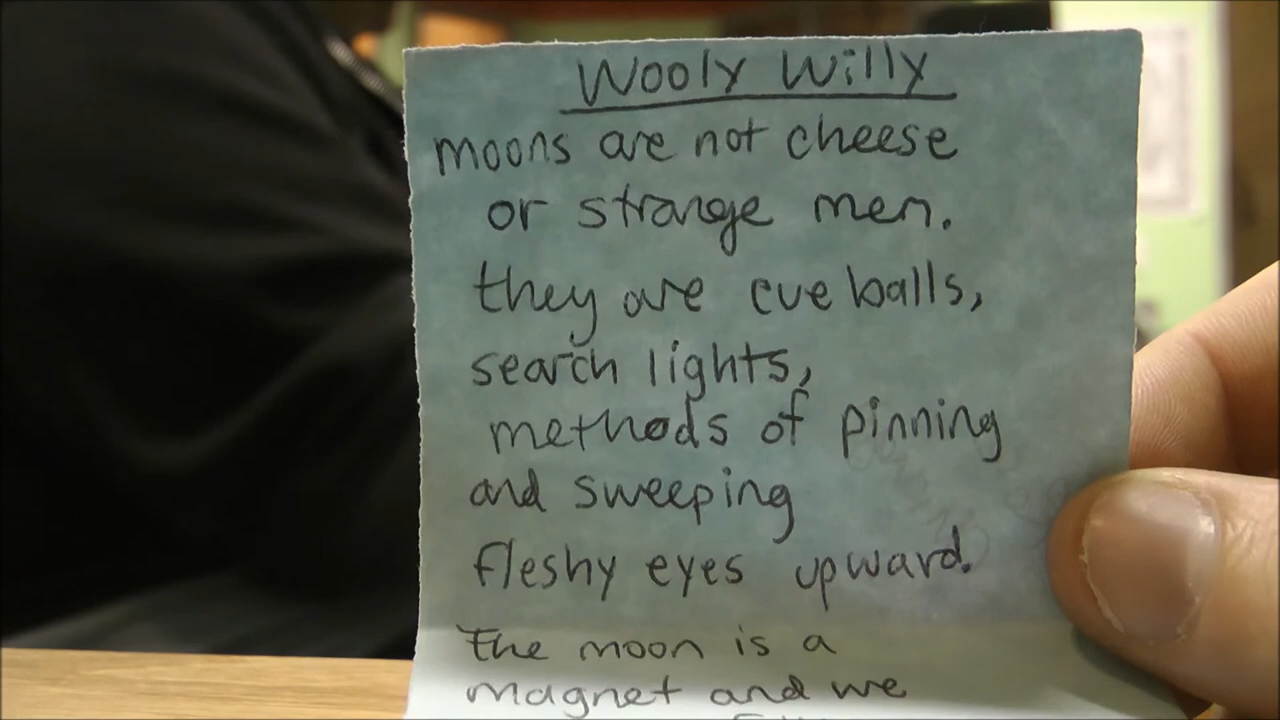 Wooly Willy
moons are not cheese
or strange men.
they are cue balls,
search lights,
methods of pinning
and sweeping
fleshy eyes upward.
The moon is a
magnet and we